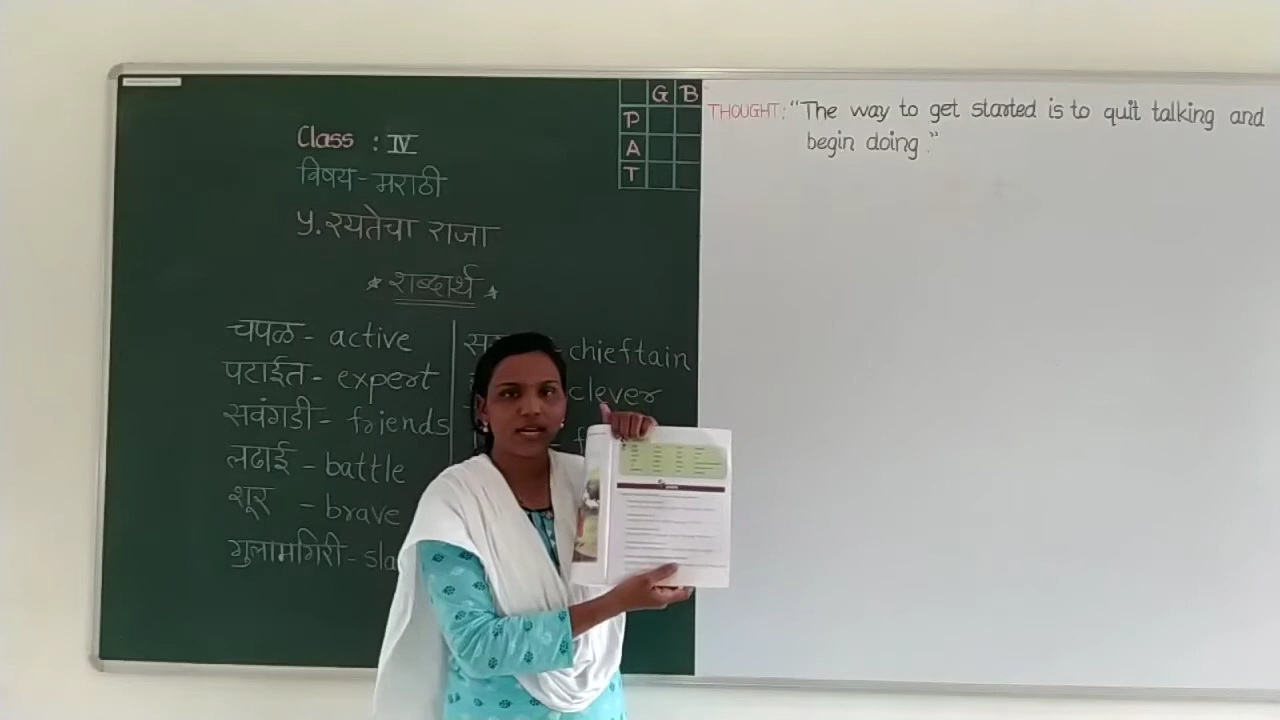 Class : IV
विषय - मराठी
५. रयतेचा राजा
* शब्दार्थ *
चपळ - active
पटाईत - expert
सवंगडी - friends
लढाई - battle
शूर - brave
गुलामगिरी -
- chieftain
clever
G B
P
A
T
THOUGHT: "The way to get started is to quit talking and
begin doing."